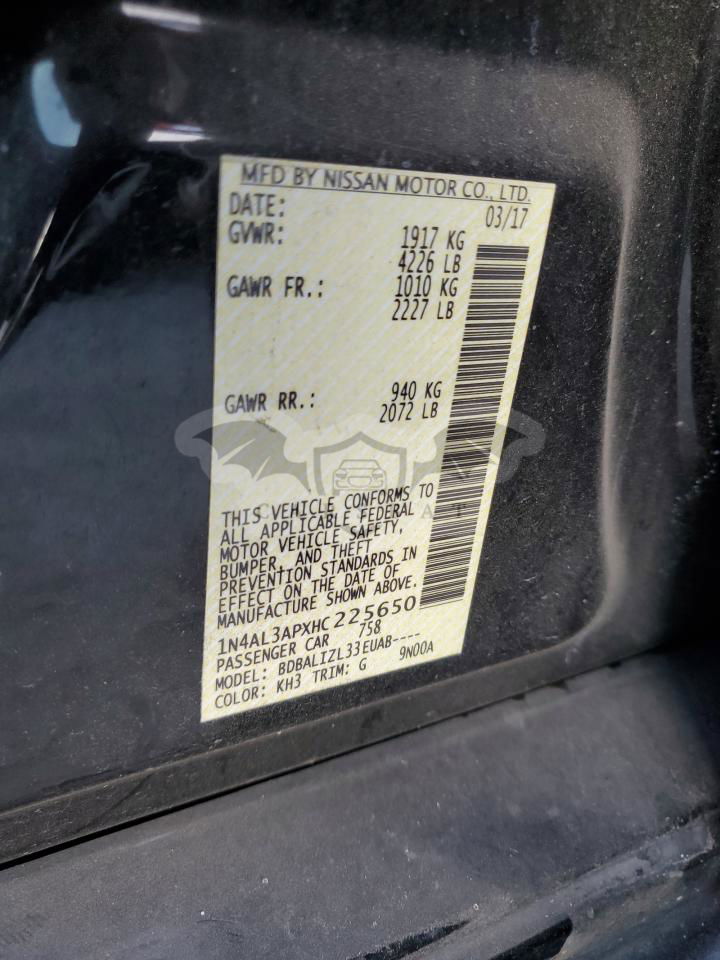 MFD BY NISSAN MOTOR CO., LTD.
DATE: 03/17
GVWR: 1917 KG
4226 LB
GAWR FR.: 1010 KG
2227 LB
GAWR RR.: 940 KG
2072 LB
THIS VEHICLE CONFORMS TO
ALL APPLICABLE FEDERAL
MOTOR VEHICLE SAFETY,
BUMPER, AND THEFT
PREVENTION STANDARDS IN
EFFECT ON THE DATE OF
MANUFACTURE SHOWN ABOVE.
1N4AL3APXHC225650
PASSENGER CAR 758
MODEL: BDBALIZL33EUAB---- 9N00A
COLOR: KH3 TRIM: G